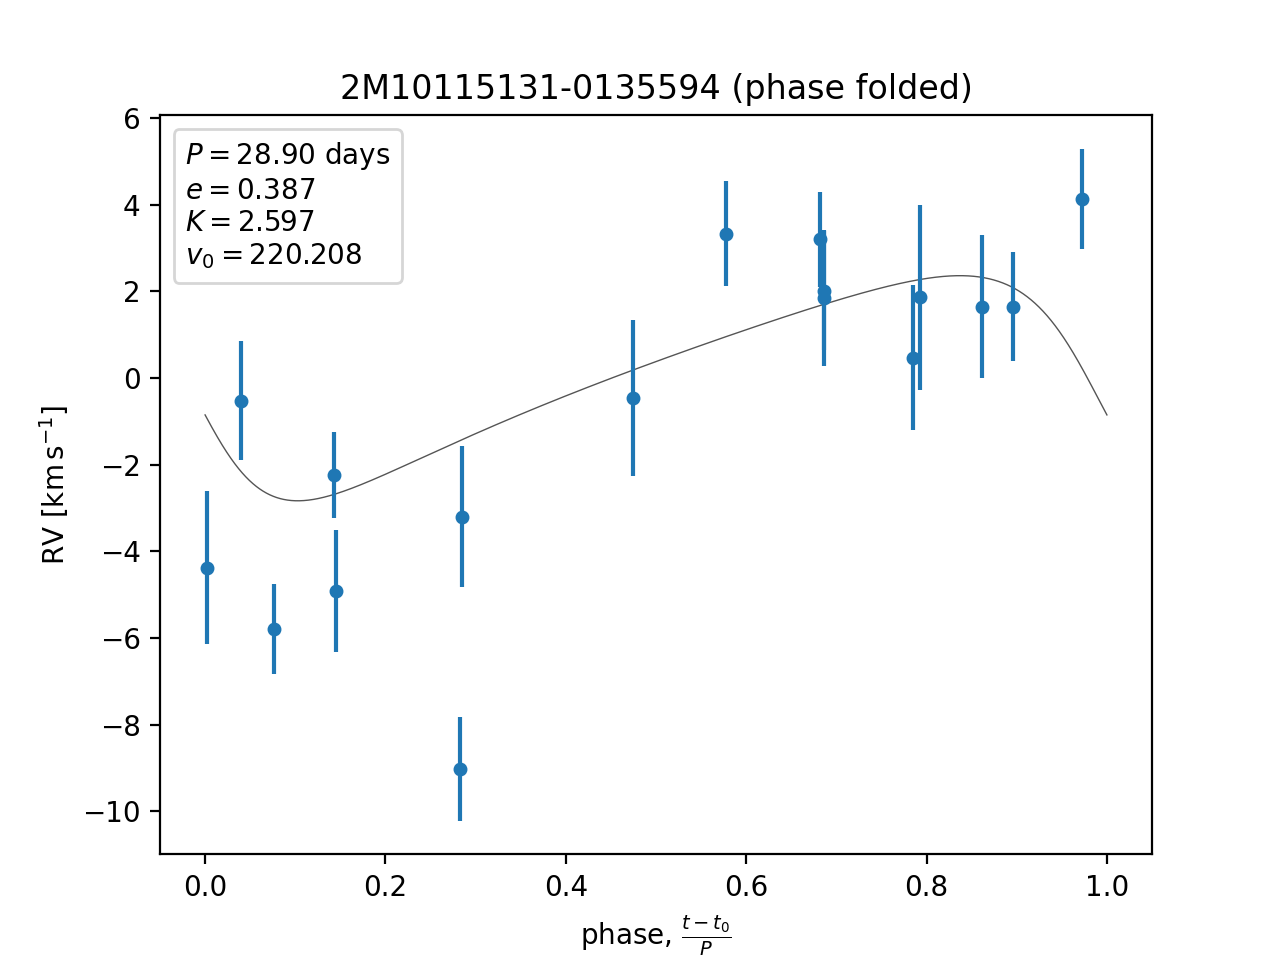 2M10115131-0135594 (phase folded)
P = 28.90 days
e = 0.387
K = 2.597
v₀ = 220.208
6
4
2
0
−2
−4
−6
−8
−10
RV [km s⁻¹]
0.0 0.2 0.4 0.6 0.8 1.0
phase, (t − t₀)/P